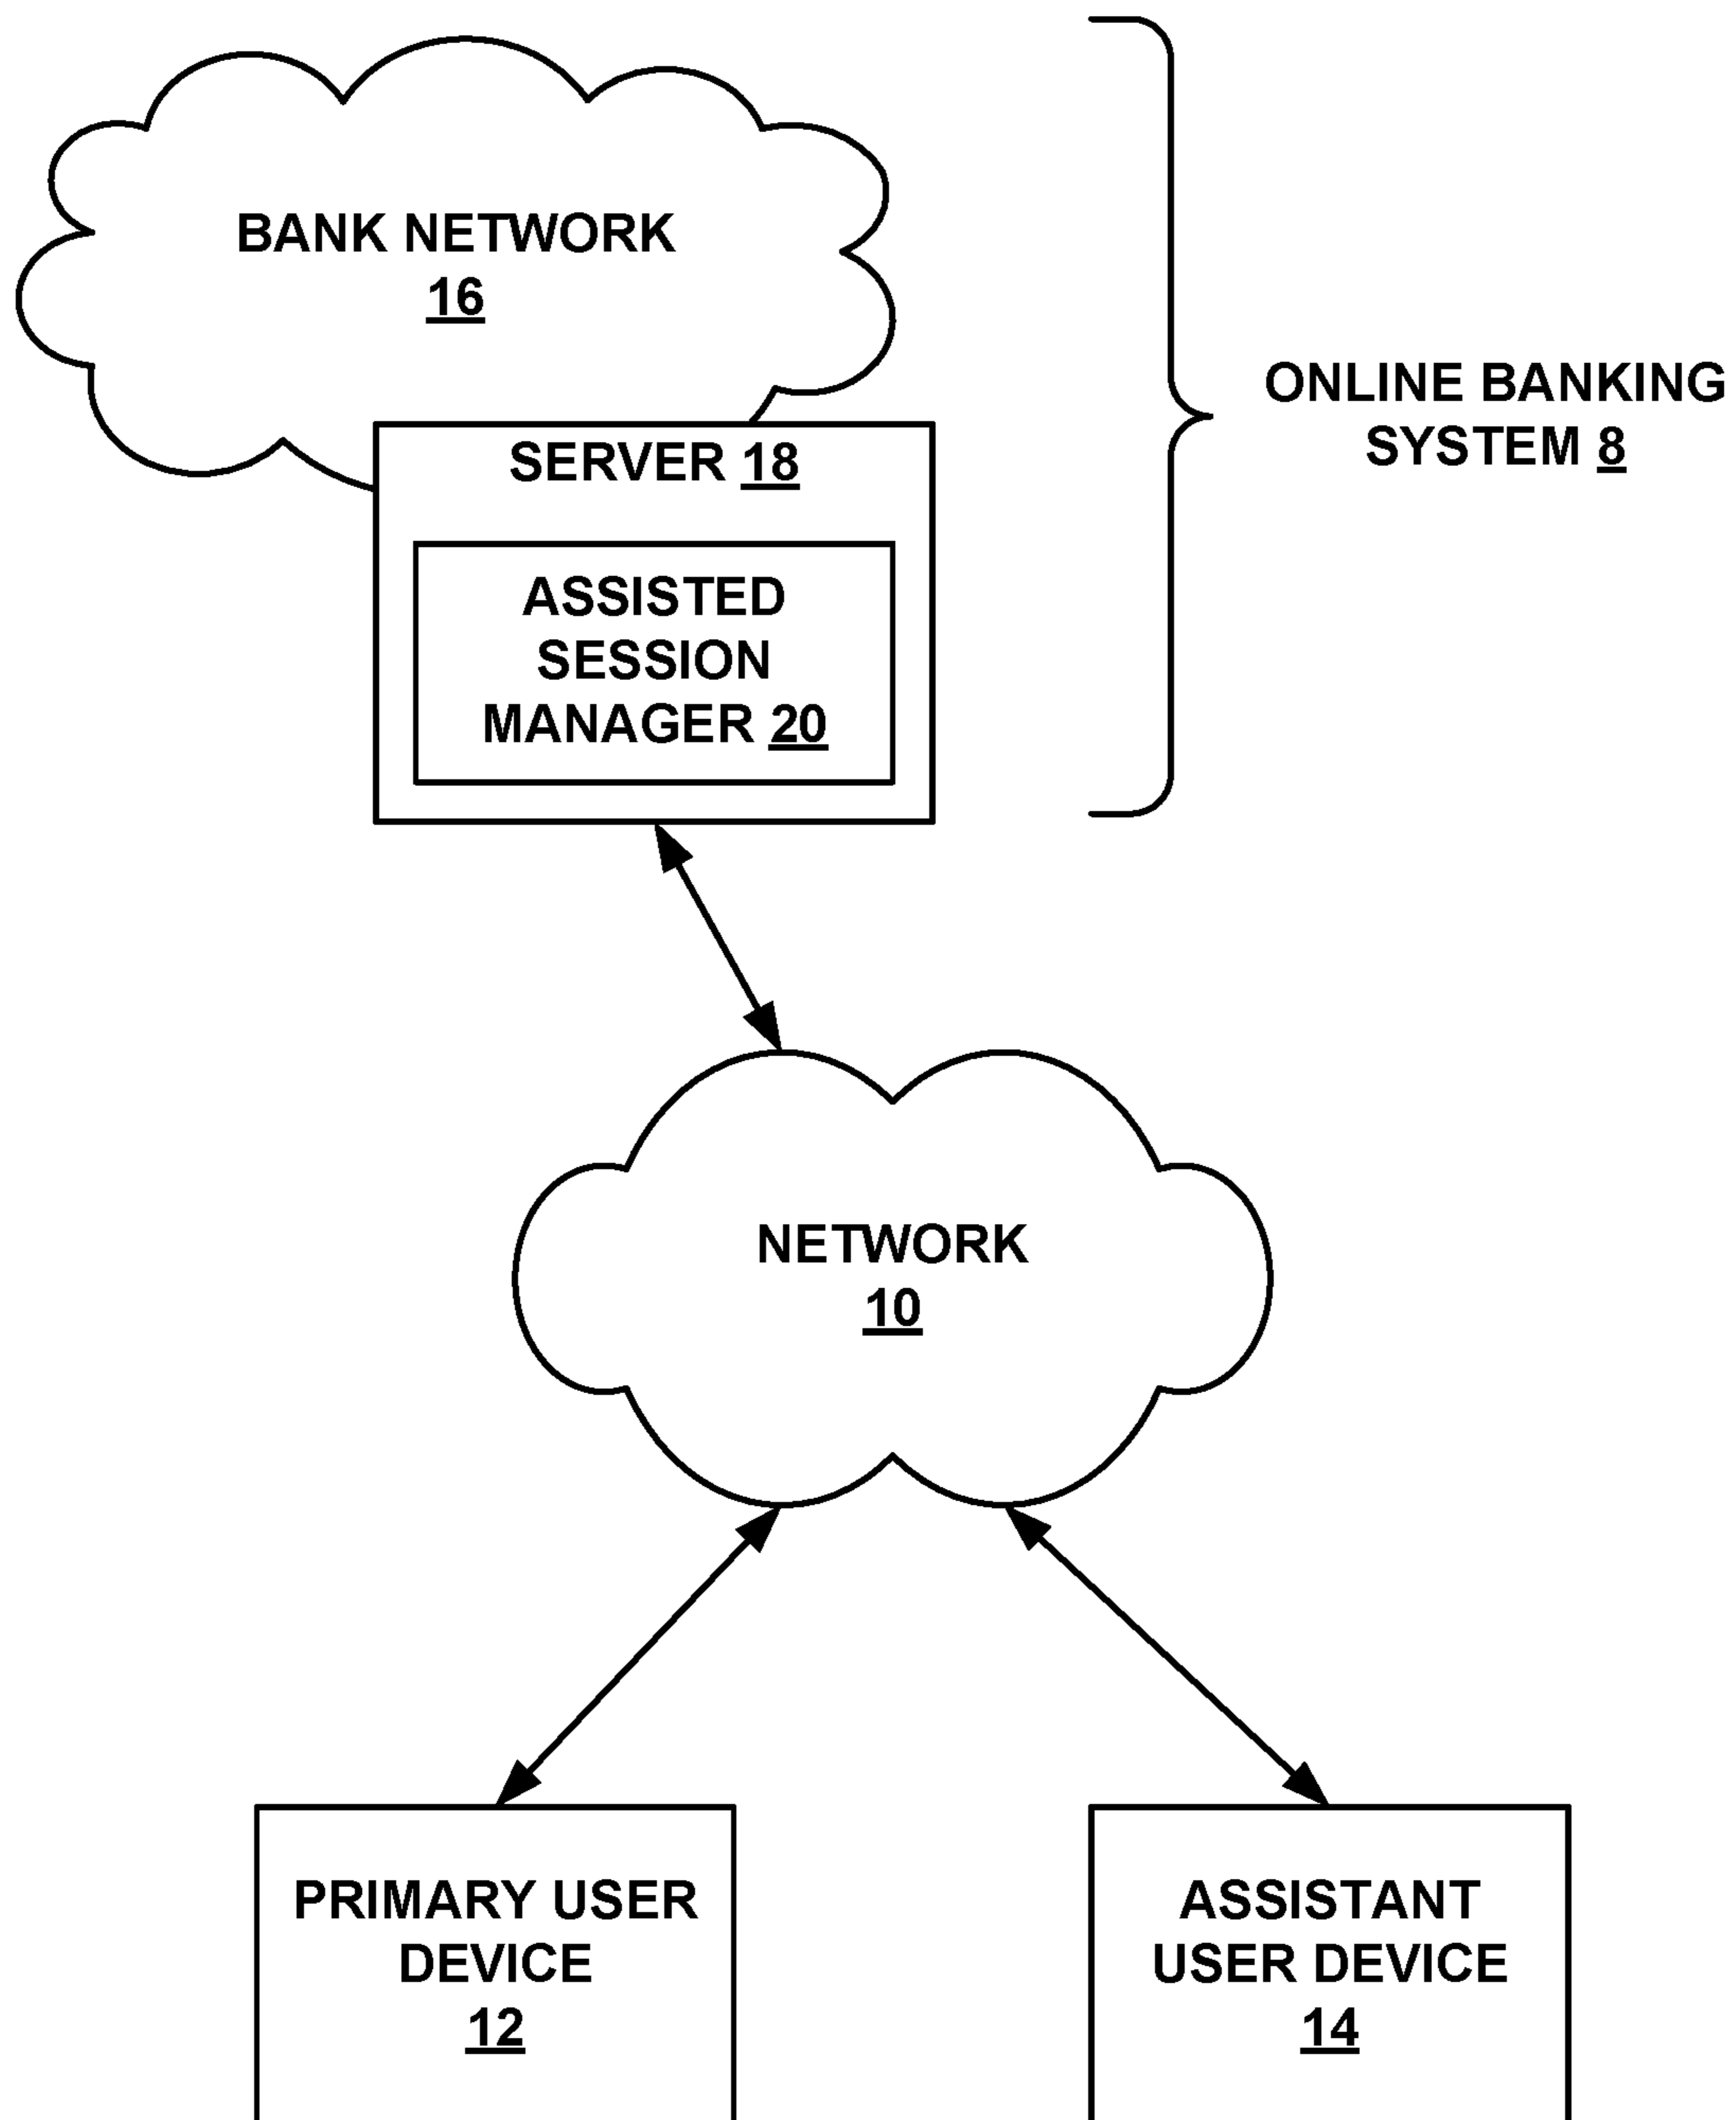 BANK NETWORK
16
ONLINE BANKING
SYSTEM 8
SERVER 18
ASSISTED
SESSION
MANAGER 20
NETWORK
10
PRIMARY USER
DEVICE
12
ASSISTANT
USER DEVICE
14